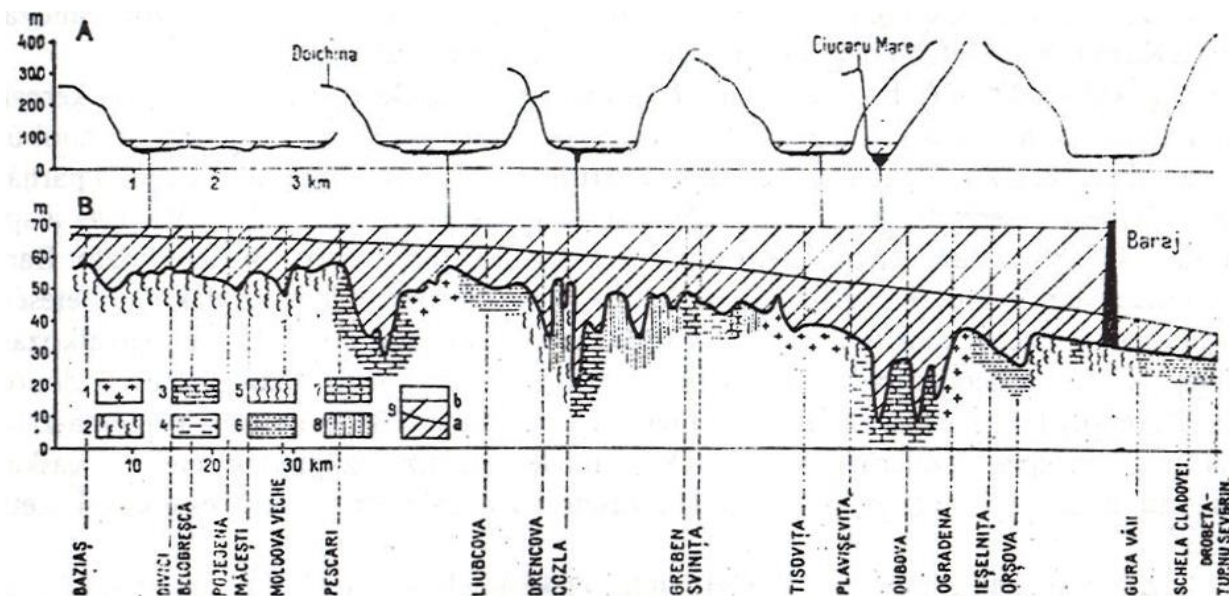 m
A
Doichina
Ciucaru Mare
400
300
200
100
0
1 2 3 km
m
B
70
60
50
40
30
20
10
0
Baraj
1 3 5 7 b
9
2 4 6 8 a
10 20 30 km
BAZIAȘ
DIVICI
BELOBREȘCA
POJEJENA
MĂCEȘTI
MOLDOVA VECHE
PESCARI
LIUBCOVA
DRENCOVA
COZLA
GREBEN
SVINIȚA
TISOVIȚA
PLAVIȘEVIȚA
DUBOVA
OGRADENA
IEȘELNIȚA
ORȘOVA
GURA VĂII
SCHELA CLADOVEI
DROBETA-
TURNU SEVERIN